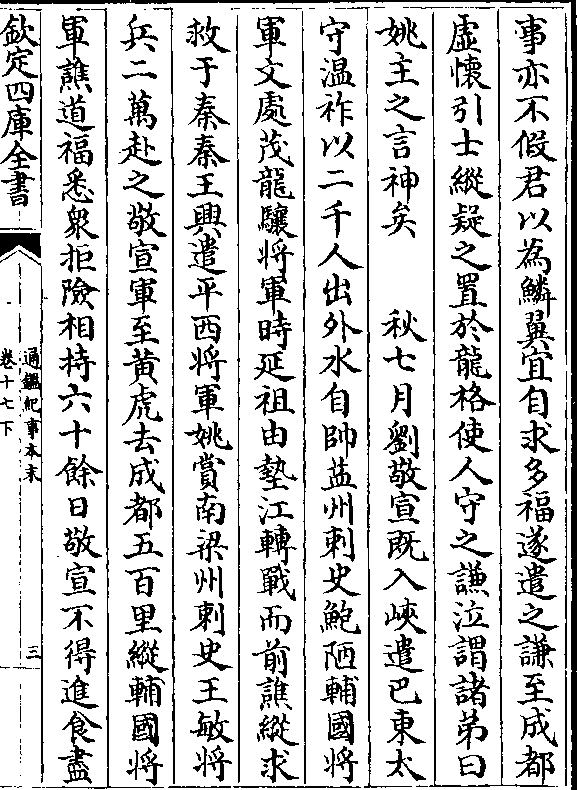 事亦不假君以為鱗翼宜自求多福遂遣之謙至成都
虛懷引士縱疑之置於龍格使人守之謙泣謂諸弟曰
姚主之言神矣　　秋七月劉敬宣既入峽遣巴東太
守温祚以二千人出外水自帥益州刺史鮑陋輔國將
軍文處茂龍驤將軍時延祖由墊江轉戰而前譙縱求
救于秦秦王興遣平西將軍姚賞南梁州刺史王敏將
兵二萬赴之敬宣軍至黃虎去成都五百里縱輔國將
軍譙道福悉衆拒險相持六十餘日敬宣不得進食盡
欽定四庫全書
通鑑紀事本末
卷十七下
三